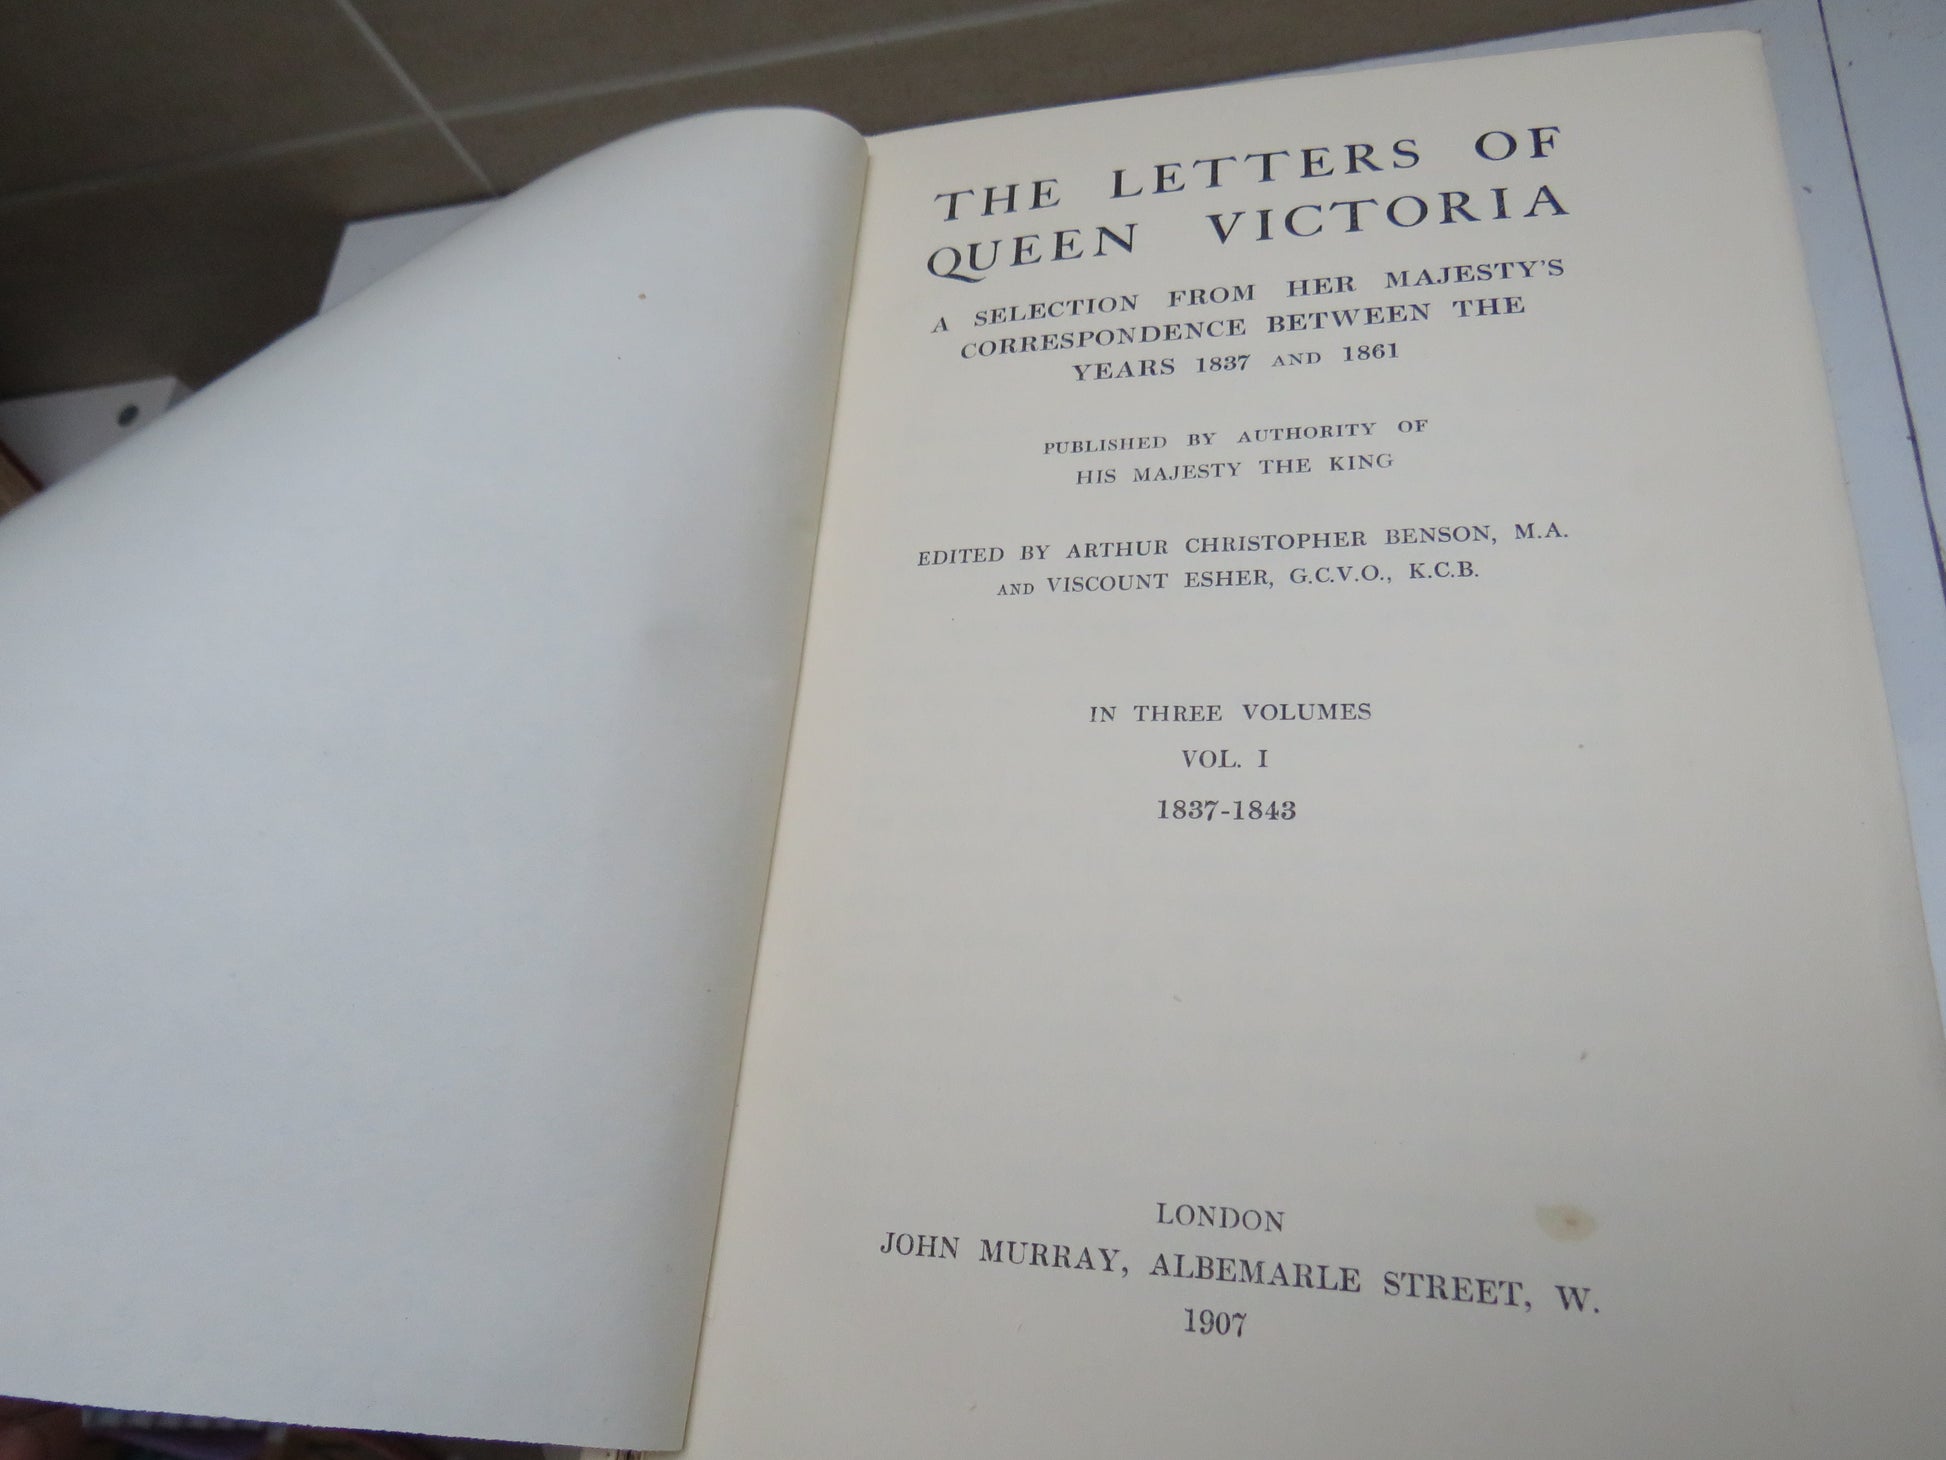 THE LETTERS OF
QUEEN VICTORIA
A SELECTION FROM HER MAJESTY'S
CORRESPONDENCE BETWEEN THE
YEARS 1837 AND 1861
PUBLISHED BY AUTHORITY OF
HIS MAJESTY THE KING
EDITED BY ARTHUR CHRISTOPHER BENSON, M.A.
AND VISCOUNT ESHER, G.C.V.O., K.C.B.
IN THREE VOLUMES
VOL. I
1837-1843
LONDON
JOHN MURRAY, ALBEMARLE STREET, W.
1907